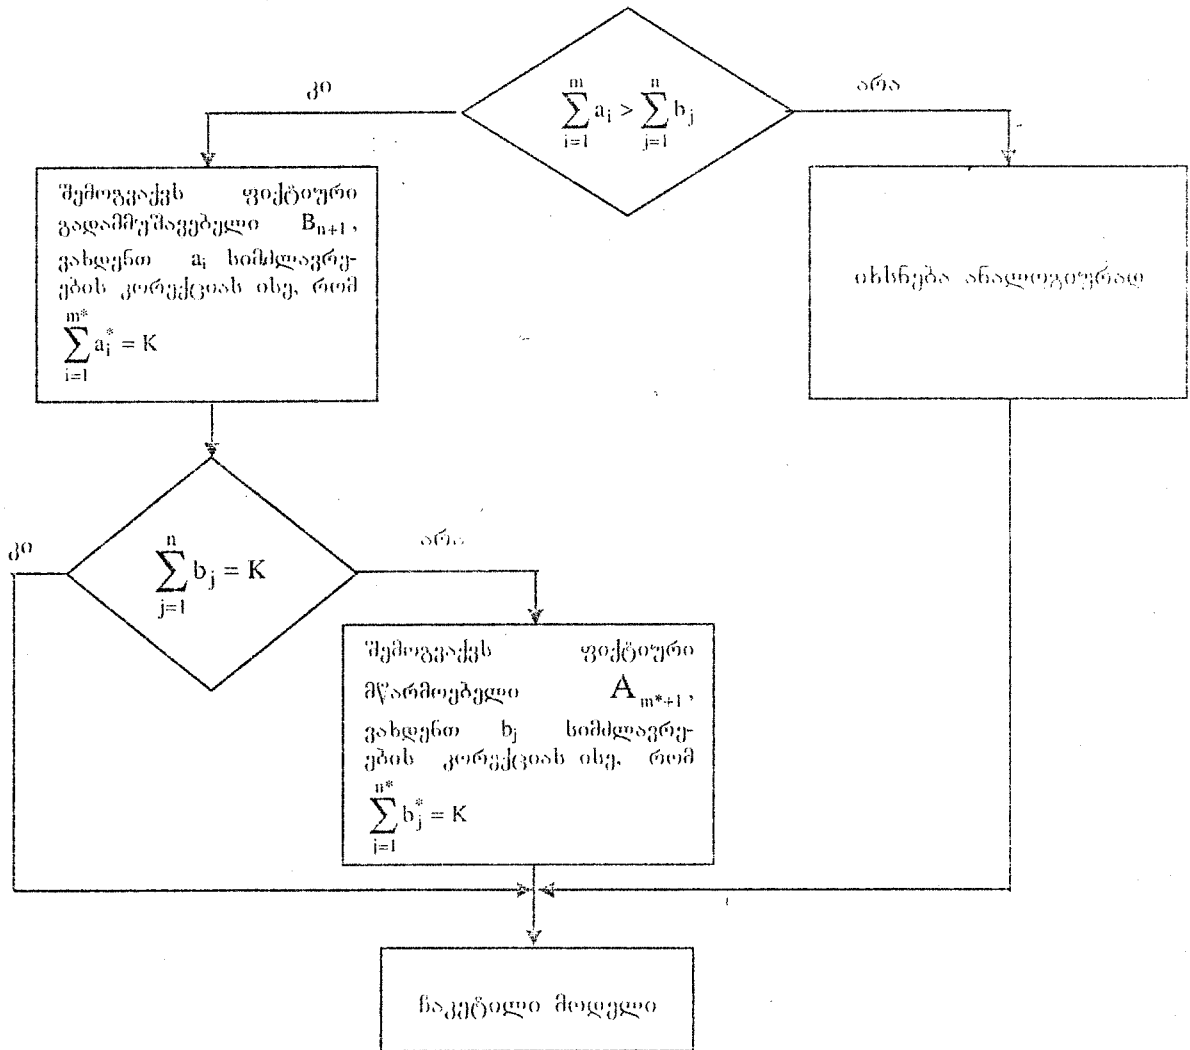 $\sum_{i=1}^{m} a_i > \sum_{j=1}^{n} b_j$
კი
არა
შემოგვაქვს ფიქტიური
გადამმუშავებელი $B_{n+1}$,
ვახდენთ $a_i$ სიმძლავრე-
ების კორექციას ისე, რომ
$\sum_{i=1}^{m*} a_i^* = K$
იხსნება ანალოგიურად
$\sum_{j=1}^{n} b_j = K$
კი
არა
შემოგვაქვს ფიქტიური
მწარმოებელი $A_{m*+1}$,
ვახდენთ $b_j$ სიმძლავრე-
ების კორექციას ისე, რომ
$\sum_{j=1}^{n*} b_j^* = K$
ჩაკეტილი მოდელი